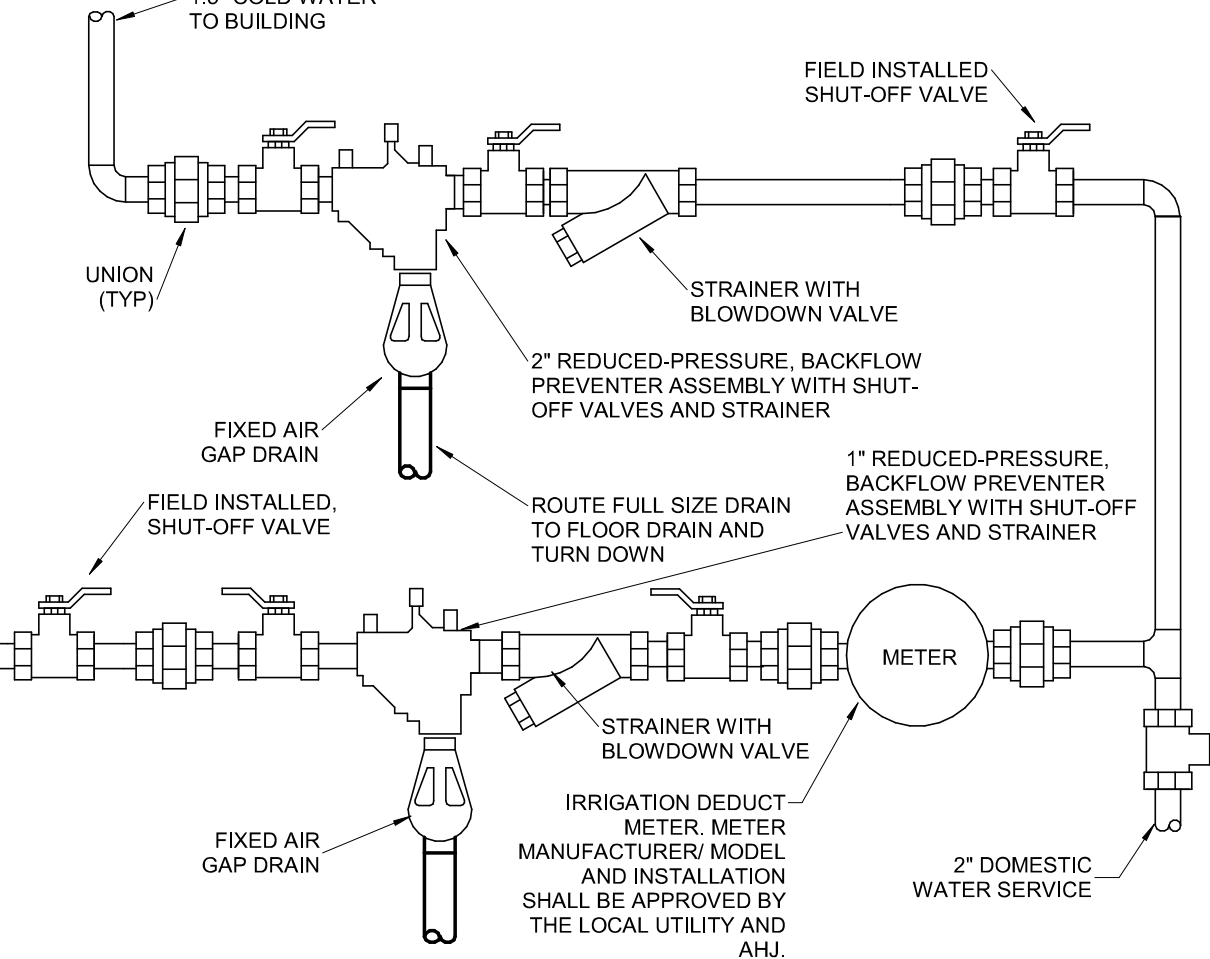 TO BUILDING
FIELD INSTALLED
SHUT-OFF VALVE
UNION
(TYP)
STRAINER WITH
BLOWDOWN VALVE
2" REDUCED-PRESSURE, BACKFLOW
PREVENTER ASSEMBLY WITH SHUT-
OFF VALVES AND STRAINER
FIXED AIR
GAP DRAIN
1" REDUCED-PRESSURE,
BACKFLOW PREVENTER
ASSEMBLY WITH SHUT-OFF
VALVES AND STRAINER
FIELD INSTALLED,
SHUT-OFF VALVE
ROUTE FULL SIZE DRAIN
TO FLOOR DRAIN AND
TURN DOWN
METER
STRAINER WITH
BLOWDOWN VALVE
IRRIGATION DEDUCT
METER. METER
MANUFACTURER/ MODEL
AND INSTALLATION
SHALL BE APPROVED BY
THE LOCAL UTILITY AND
AHJ.
FIXED AIR
GAP DRAIN
2" DOMESTIC
WATER SERVICE